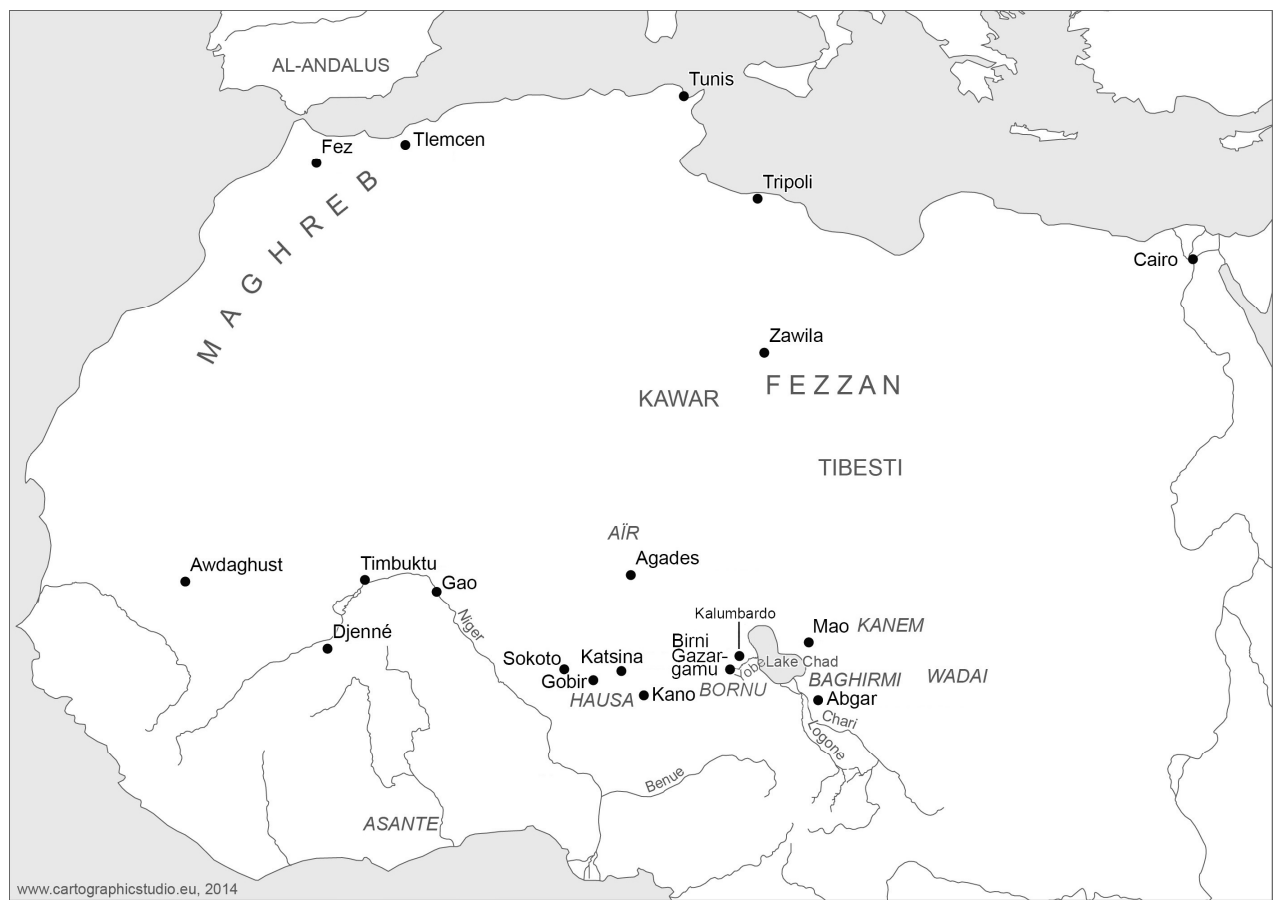 AL-ANDALUS
Tunis
Fez
Tlemcen
MAGHREB
Tripoli
Cairo
Zawila
FEZZAN
KAWAR
TIBESTI
AÏR
Agades
Awdaghust
Timbuktu
Gao
Niger
Djenné
Kalumbardo
Mao
KANEM
Birni
Gazar-
gamu
Yobe
Lake Chad
Sokoto
Katsina
Gobir
HAUSA
Kano
BORNU
BAGHIRMI
WADAI
Abgar
Chari
Logone
Benue
ASANTE
www.cartographicstudio.eu, 2014